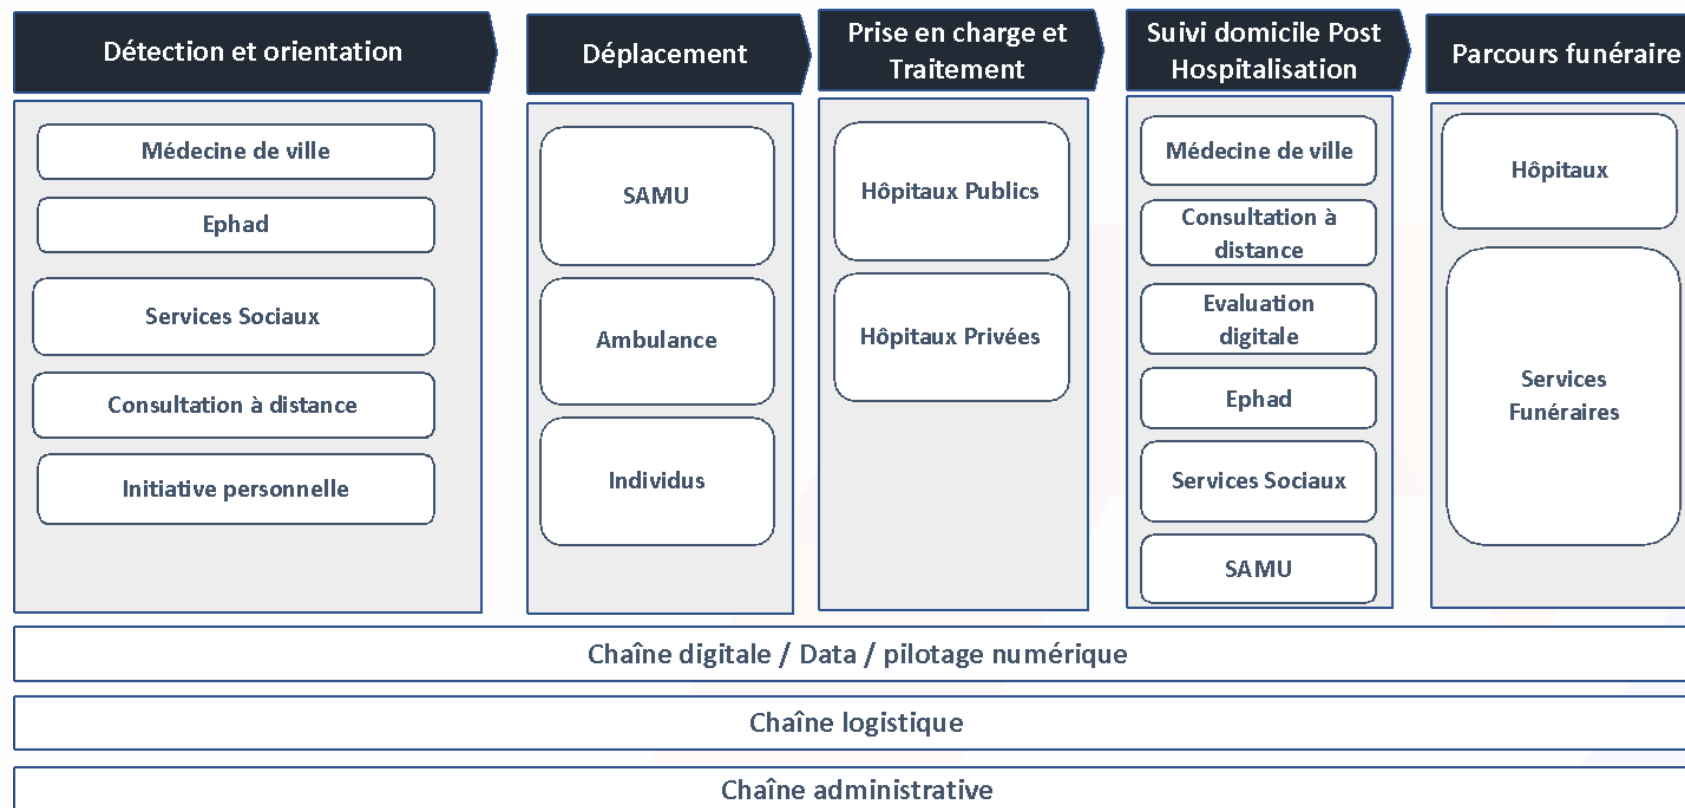 Détection et orientation
Déplacement
Prise en charge et
Traitement
Suivi domicile Post
Hospitalisation
Parcours funéraire
Médecine de ville
Ephad
Services Sociaux
Consultation à distance
Initiative personnelle
SAMU
Ambulance
Individus
Hôpitaux Publics
Hôpitaux Privées
Médecine de ville
Consultation à
distance
Evaluation
digitale
Ephad
Services Sociaux
SAMU
Hôpitaux
Services
Funéraires
Chaîne digitale / Data / pilotage numérique
Chaîne logistique
Chaîne administrative